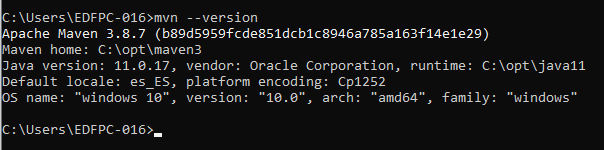 C:\Users\EDFPC-016>mvn --version
Apache Maven 3.8.7 (b89d5959fcde851dcb1c8946a785a163f14e1e29)
Maven home: C:\opt\maven3
Java version: 11.0.17, vendor: Oracle Corporation, runtime: C:\opt\java11
Default locale: es_ES, platform encoding: Cp1252
OS name: "windows 10", version: "10.0", arch: "amd64", family: "windows"
C:\Users\EDFPC-016>